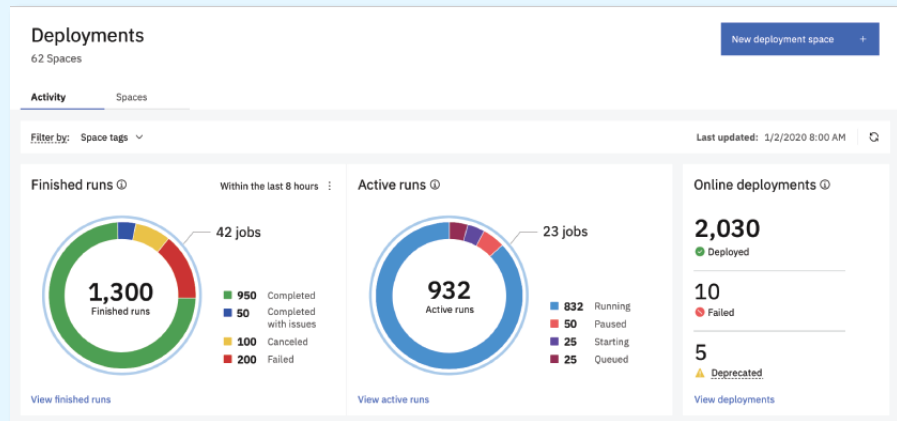 Deployments
62 Spaces
New deployment space +
Activity Spaces
Filter by: Space tags
Last updated: 1/2/2020 8:00 AM
Finished runs
Within the last 8 hours
42 jobs
1,300
Finished runs
950 Completed
50 Completed
with issues
100 Canceled
200 Failed
View finished runs
Active runs
23 jobs
932
Active runs
832 Running
50 Paused
25 Starting
25 Queued
View active runs
Online deployments
2,030
Deployed
10
Failed
5
Deprecated
View deployments